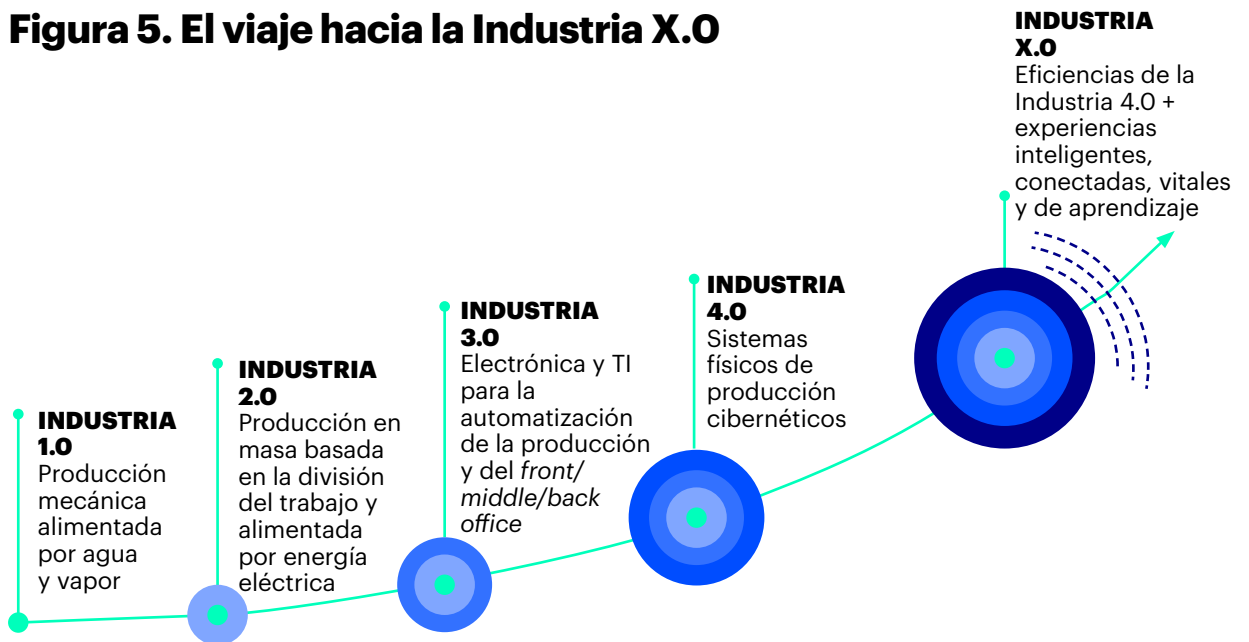 Figura 5. El viaje hacia la Industria X.0
INDUSTRIA
1.0
Producción
mecánica
alimentada
por agua
y vapor
INDUSTRIA
2.0
Producción en
masa basada
en la división
del trabajo y
alimentada
por energía
eléctrica
INDUSTRIA
3.0
Electrónica y TI
para la
automatización
de la producción
y del front/
middle/back
office
INDUSTRIA
4.0
Sistemas
físicos de
producción
cibernéticos
INDUSTRIA
X.0
Eficiencias de la
Industria 4.0 +
experiencias
inteligentes,
conectadas, vitales
y de aprendizaje